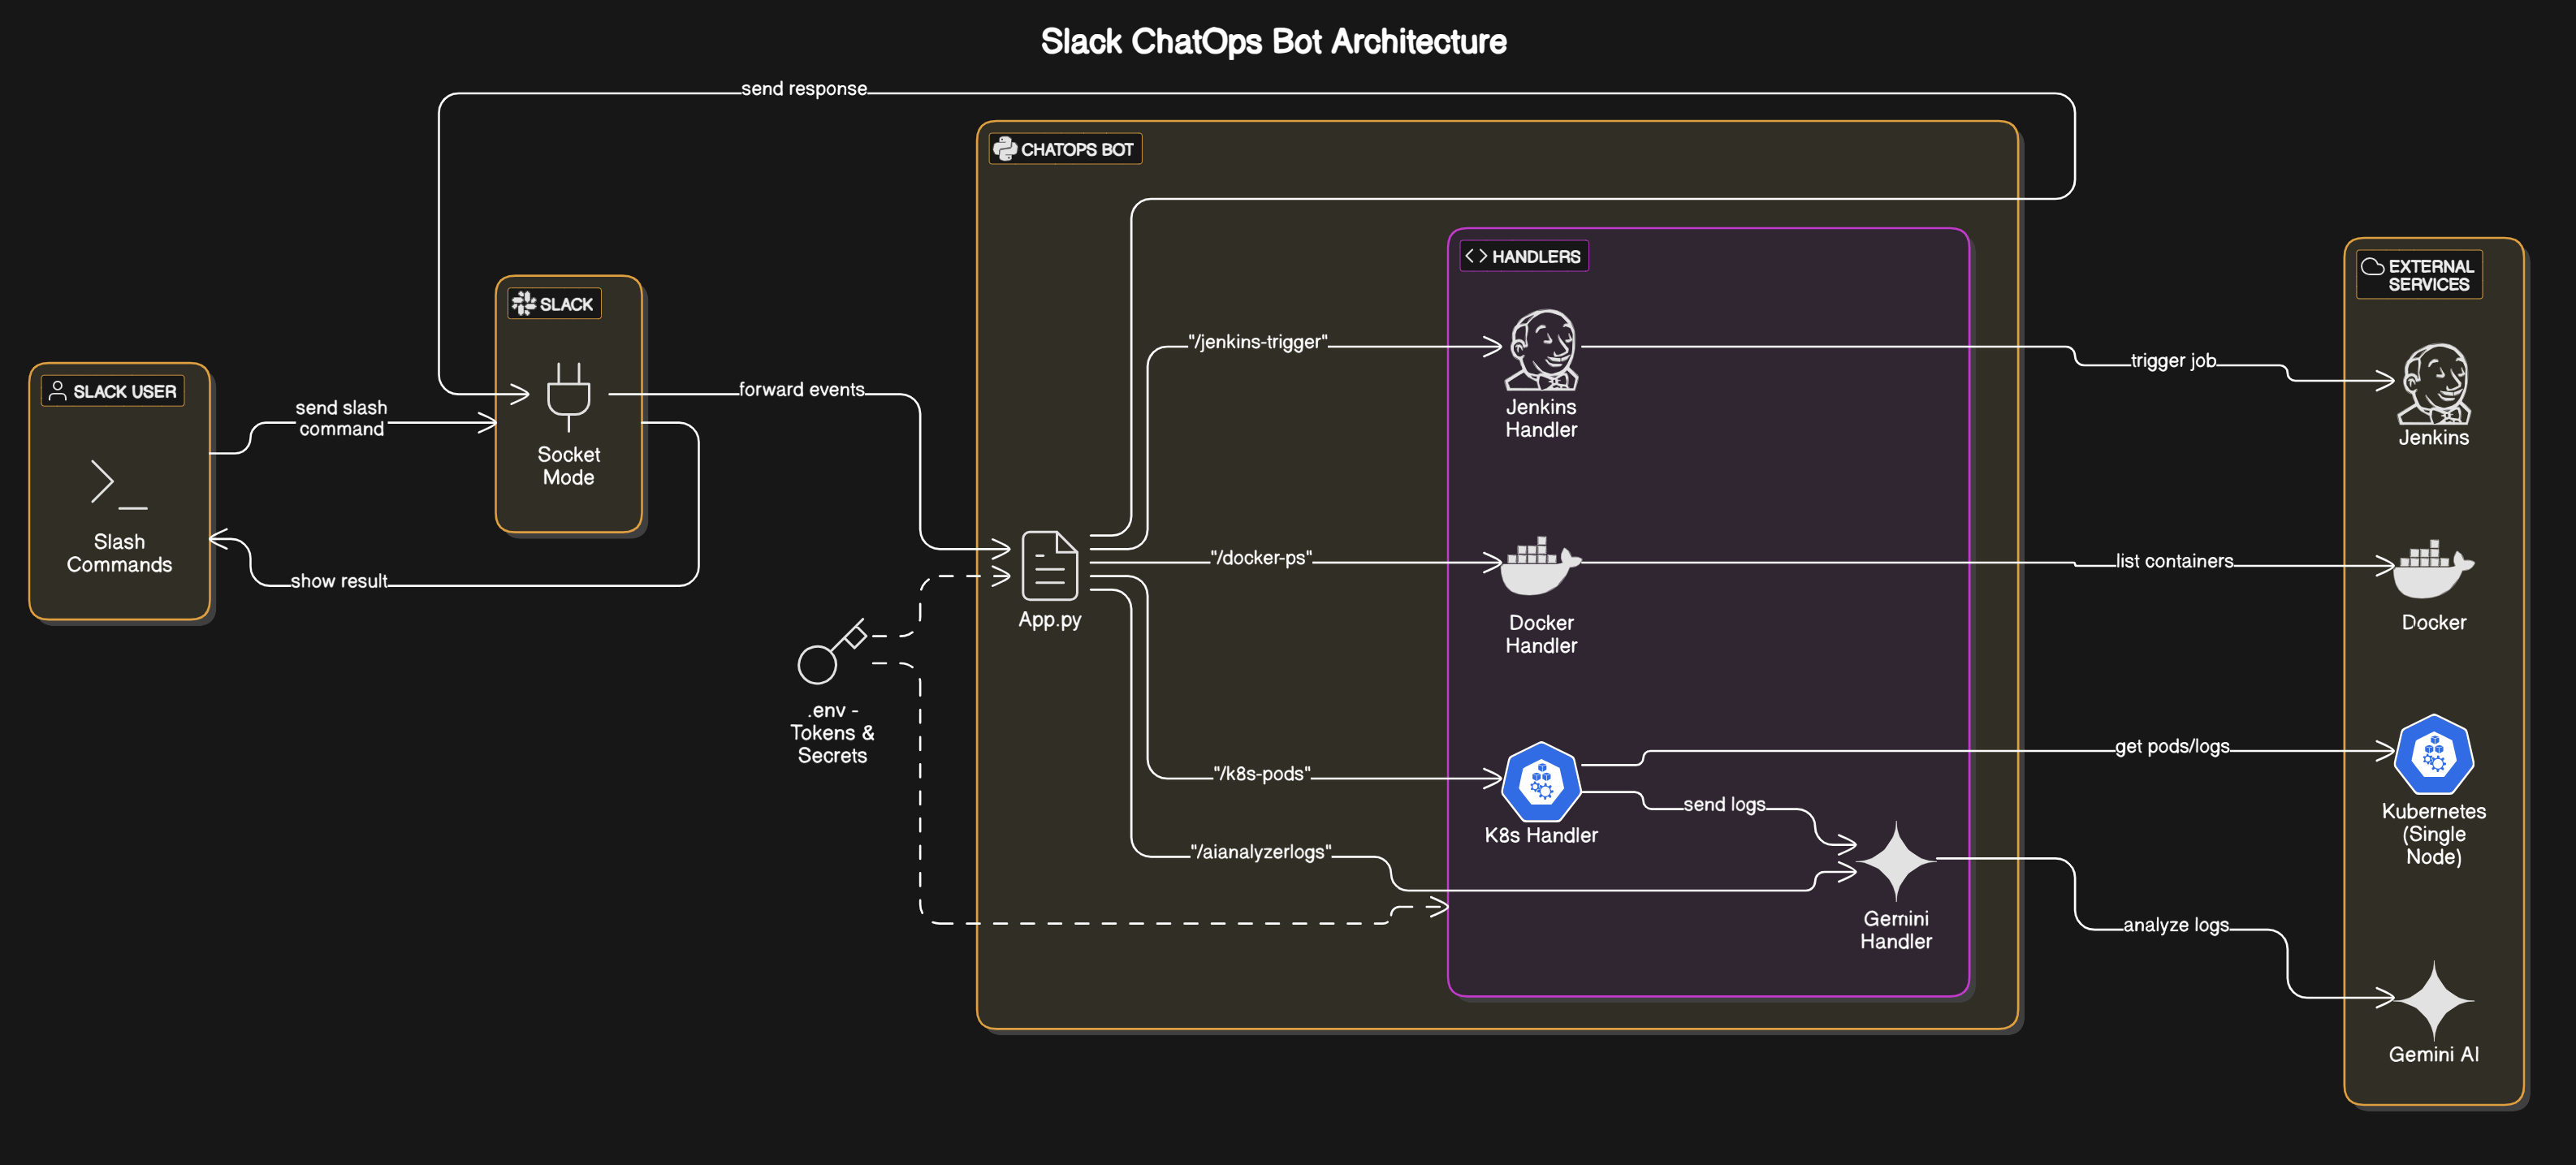 Slack ChatOps Bot Architecture
send response
CHATOPS BOT
HANDLERS
EXTERNAL
SERVICES
SLACK
SLACK USER
send slash
command
forward events
"/jenkins-trigger"
trigger job
Jenkins
Handler
Jenkins
Socket
Mode
Slash
Commands
show result
App.py
"/docker-ps"
list containers
Docker
Handler
Docker
.env -
Tokens &
Secrets
"/k8s-pods"
get pods/logs
send logs
K8s Handler
Kubernetes
(Single
Node)
"/aianalyzerlogs"
Gemini
Handler
analyze logs
Gemini AI